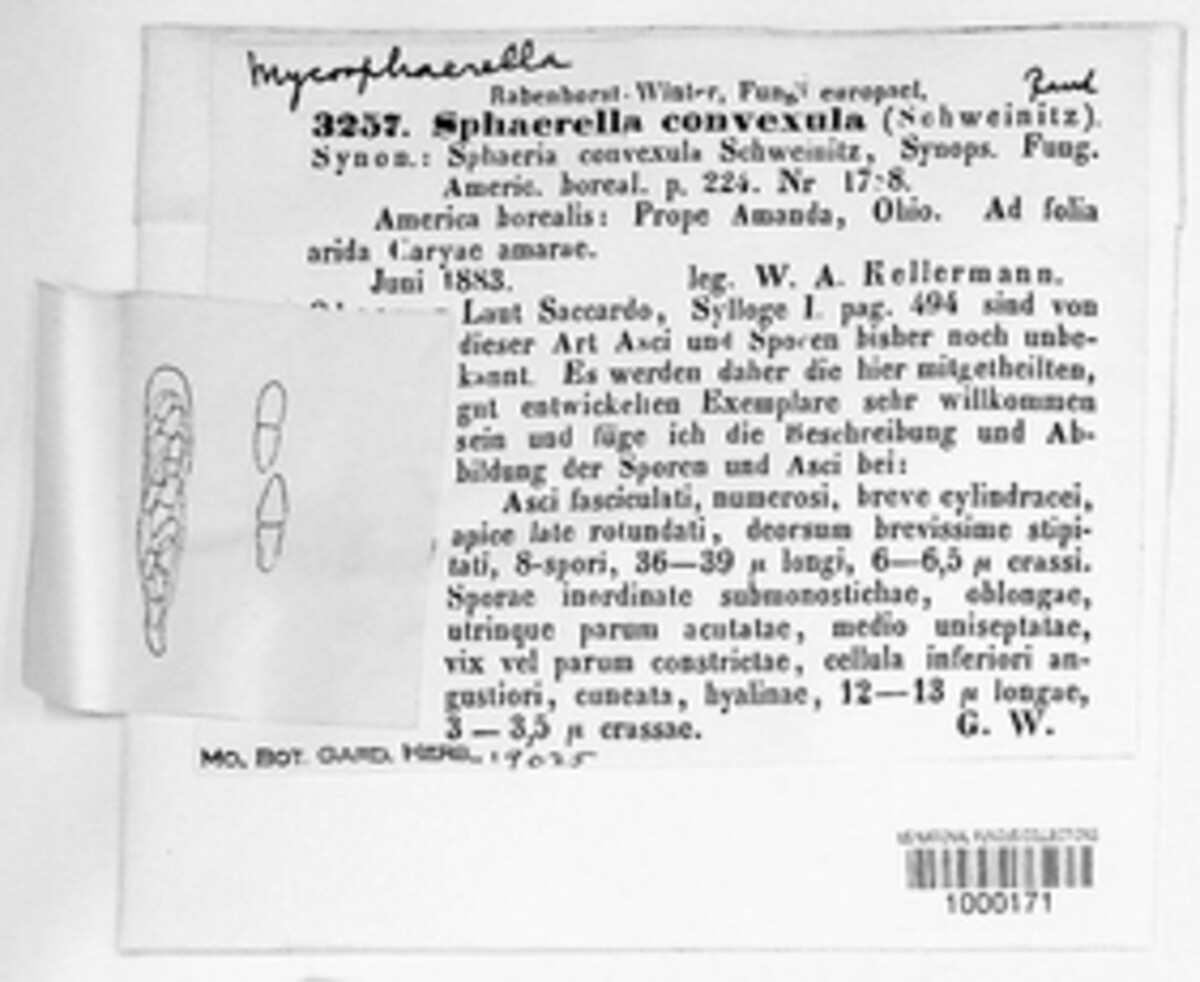 Mycosphaerella
Rabenhorst-Winter, Fungi europaei.
Rand
3257. Sphaerella convexula (Schweinitz).
Synon.: Sphaeria convexula Schweinitz, Synops. Fung.
Americ. boreal. p. 224. Nr
America borealis: Prope Amanda, Ohio. Ad folia
arida Caryae amarae.
Juni 1883. leg. W. A. Kellermann.
Laut Saccardo, Sylloge I. pag. 494 sind von
dieser Art Asci und Sporen bisher noch unbe-
kannt. Es werden daher die hier mitgetheilten,
gut entwickelten Exemplare sehr willkommen
sein und füge ich die Beschreibung und Ab-
bildung der Sporen und Asci bei:
Asci fasciculati, numerosi, breve cylindracei,
apice late rotundati, deorsum brevissime stipi-
tati, 8-spori, 36—39 µ longi, 6—6,5 µ crassi.
Sporae inordinate submonostichae, oblongae,
utrinque parum acutatae, medio uniseptatae,
vix vel parum constrictae, cellula inferiori an-
gustiori, cuneata, hyalinae, 12—13 µ longae,
3—3,5 µ crassae. G. W.
MO. BOT. GARD. HERB. 19025
US NATIONAL FUNGUS COLLECTIONS
1000171